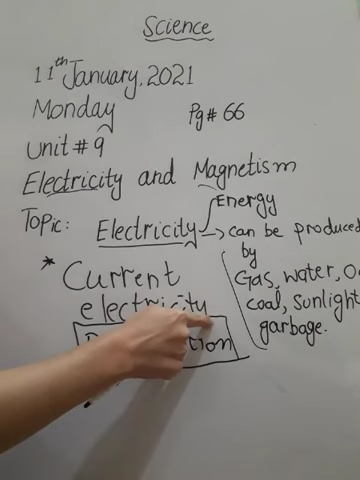 Science
11th January, 2021
Monday
Pg# 66
Unit # 9
Electricity and Magnetism
Topic: Electricity
Energy
can be produced
by
Gas, water,
coal, sunlight
garbage.
* Current
electricity